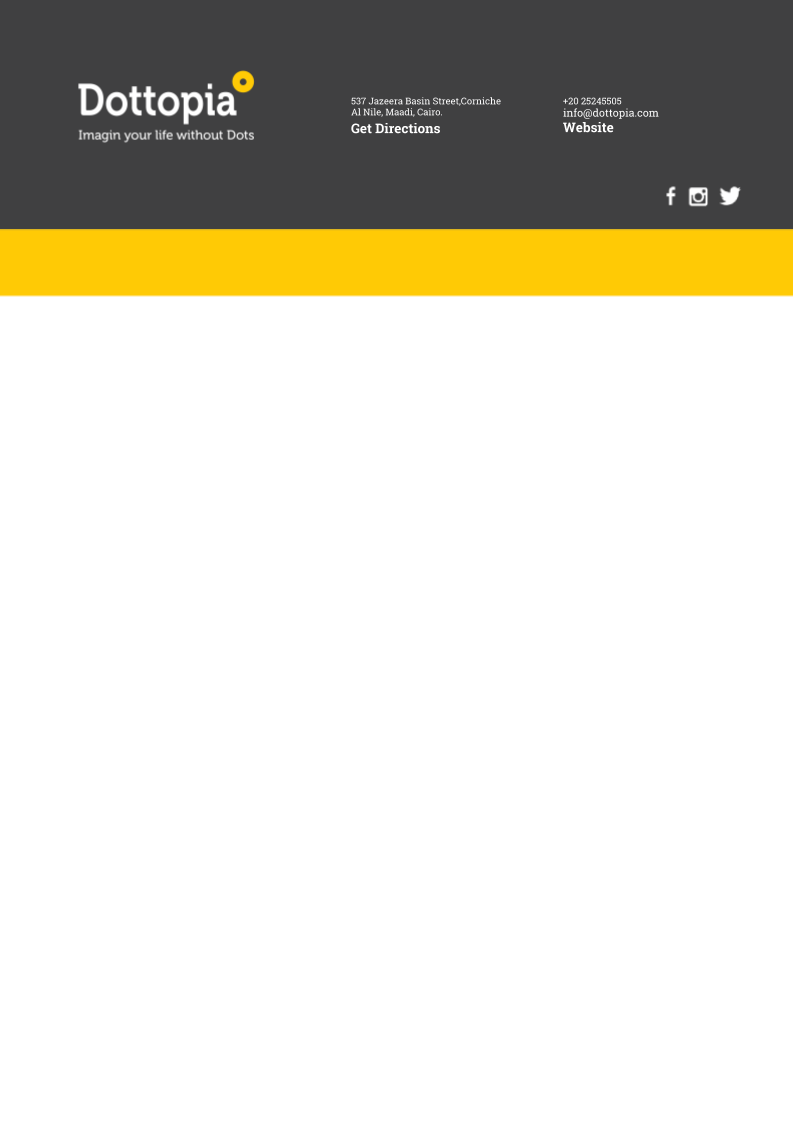 Dottopia
Imagin your life without Dots
537 Jazeera Basin Street,Corniche
Al Nile, Maadi, Cairo.
Get Directions
+20 25245505
info@dottopia.com
Website